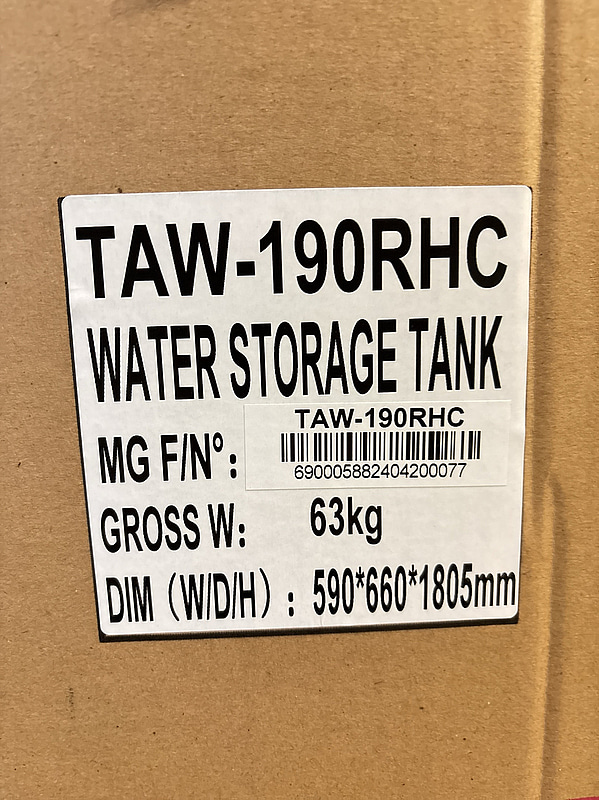 TAW-190RHC
WATER STORAGE TANK
TAW-190RHC
MG F/N°:
690005882404200077
GROSS W: 63kg
DIM (W/D/H): 590*660*1805mm